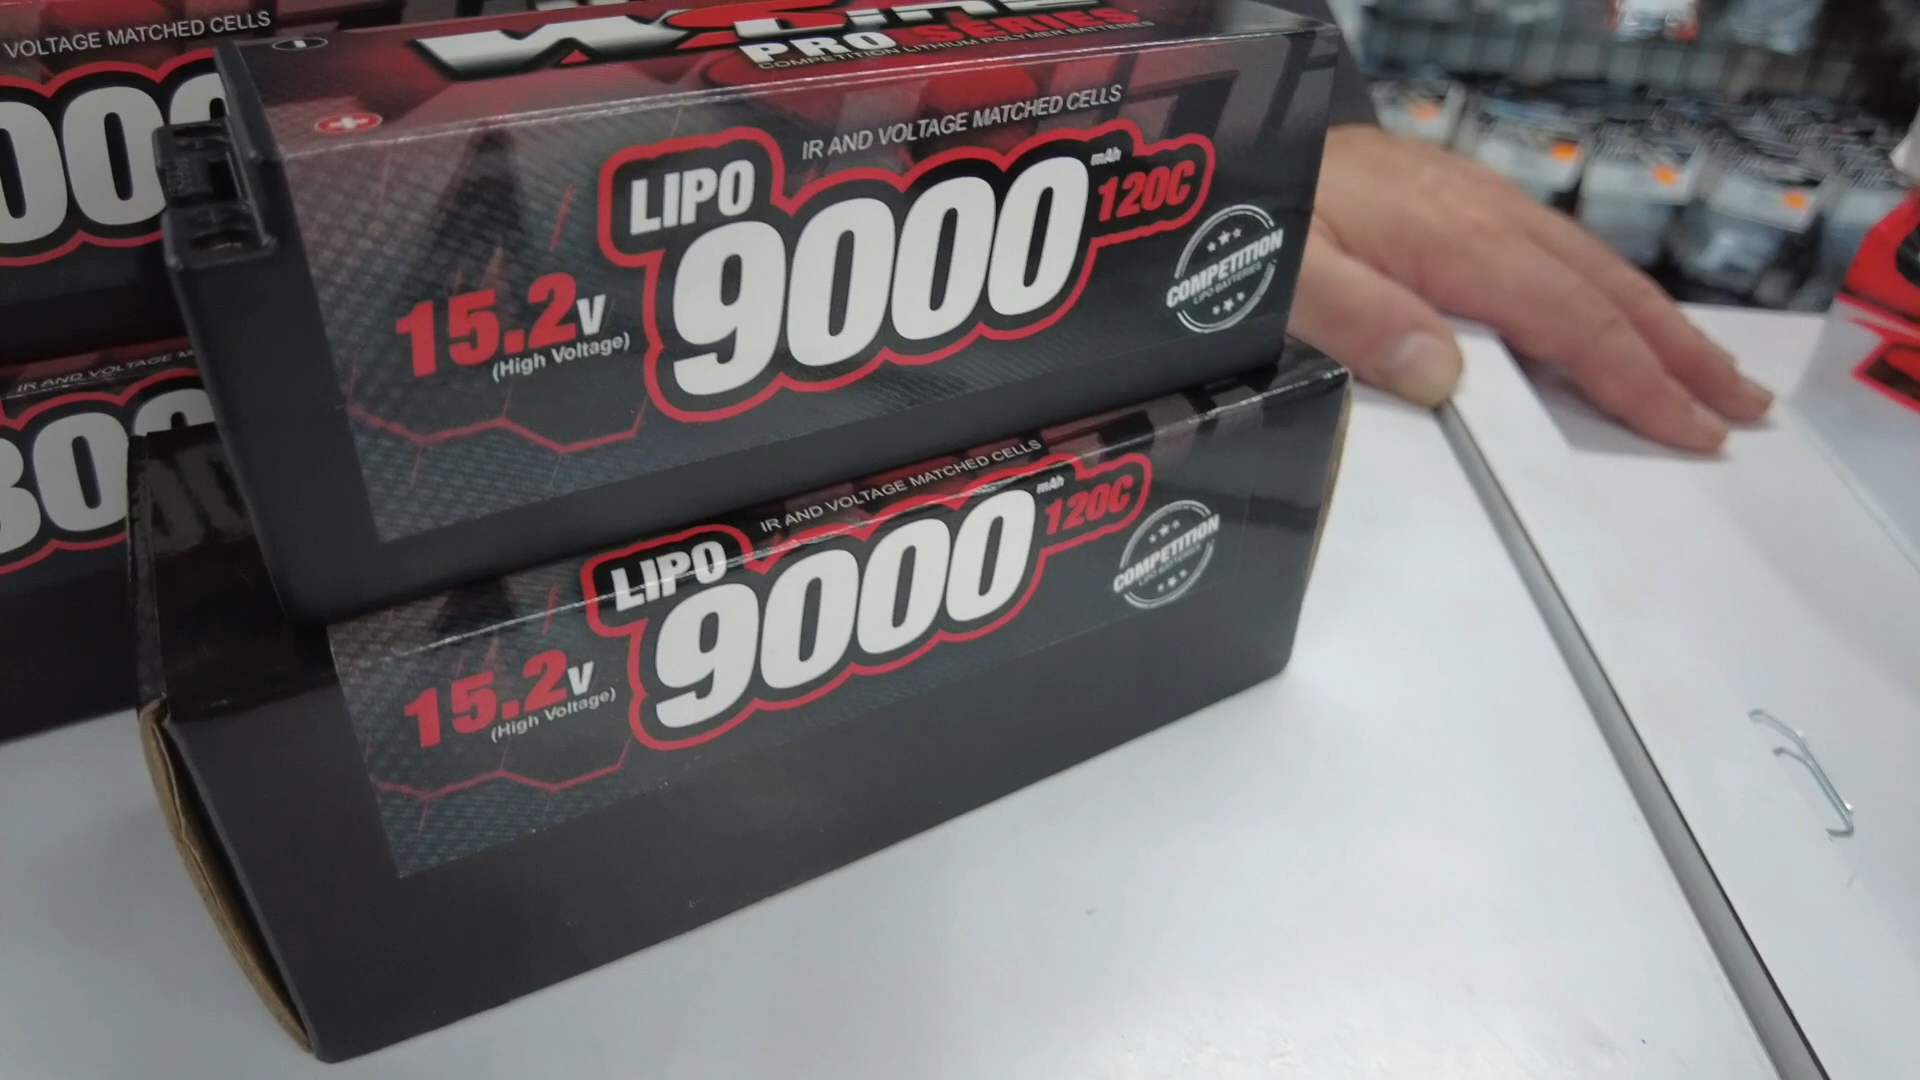 VOLTAGE MATCHED CELLS
PRO SERIES
COMPETITION LITHIUM POLYMER BATTERIES
IR AND VOLTAGE MATCHED CELLS
LIPO
9000 mAh 120C
15.2V
(High Voltage)
COMPETITION
LIPO BATTERIES
IR AND VOLTAGE MATCHED CELLS
LIPO
9000 mAh 120C
15.2V
(High Voltage)
COMPETITION
LIPO BATTERIES
IR AND VOLTAGE